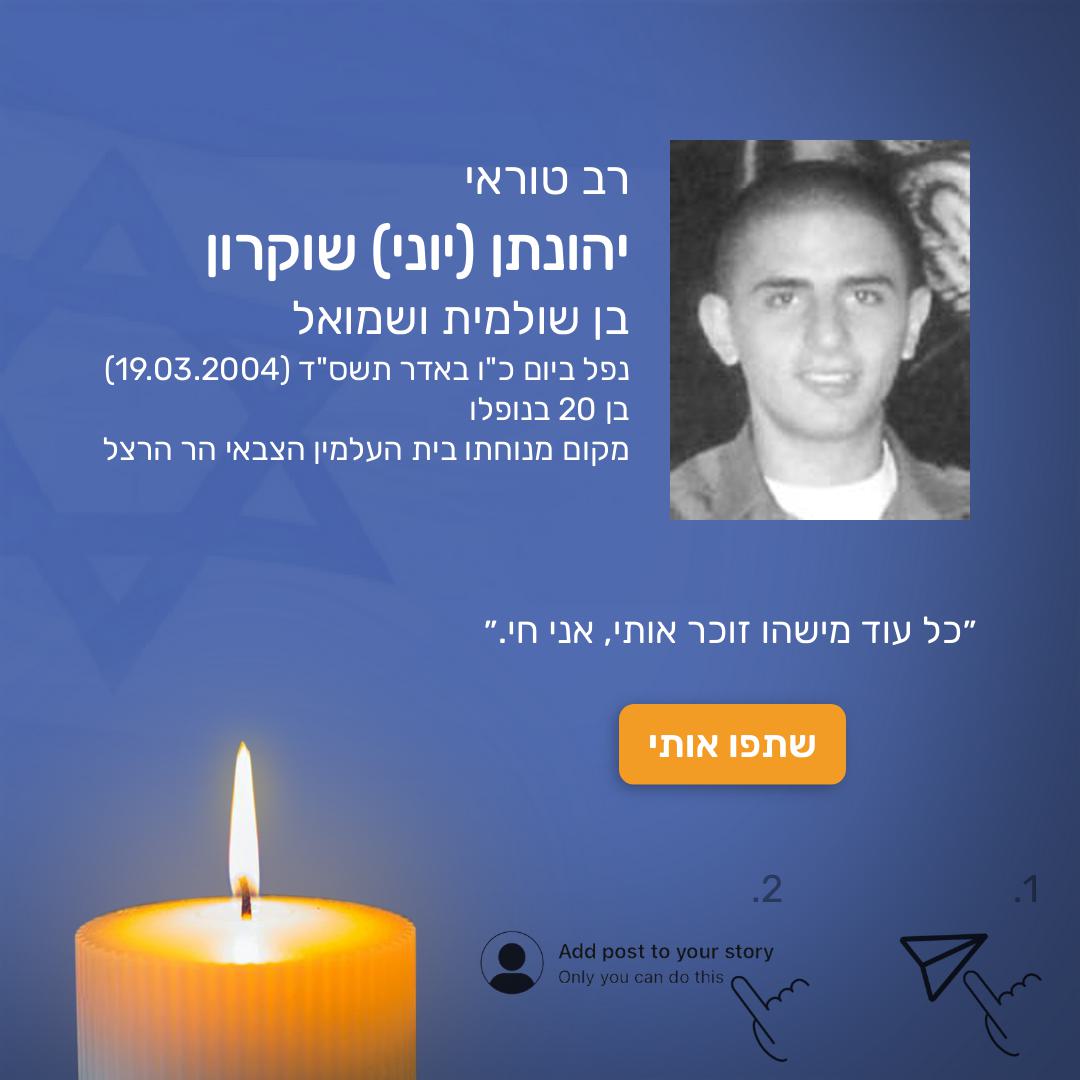 רב טוראי
יהונתן (יוני) שוקרון
בן שולמית ושמואל
נפל ביום כ"ו באדר תשס"ד (19.03.2004)
בן 20 בנופלו
מקום מנוחתו בית העלמין הצבאי הר הרצל
״כל עוד מישהו זוכר אותי, אני חי.״
שתפו אותי
.1
.2
Add post to your story
Only you can do this